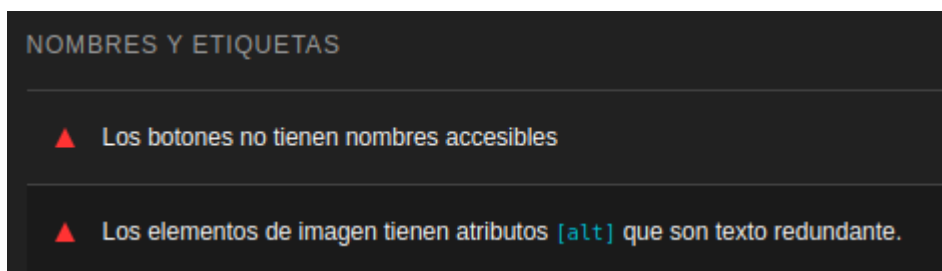 NOMBRES Y ETIQUETAS
Los botones no tienen nombres accesibles
Los elementos de imagen tienen atributos [alt] que son texto redundante.